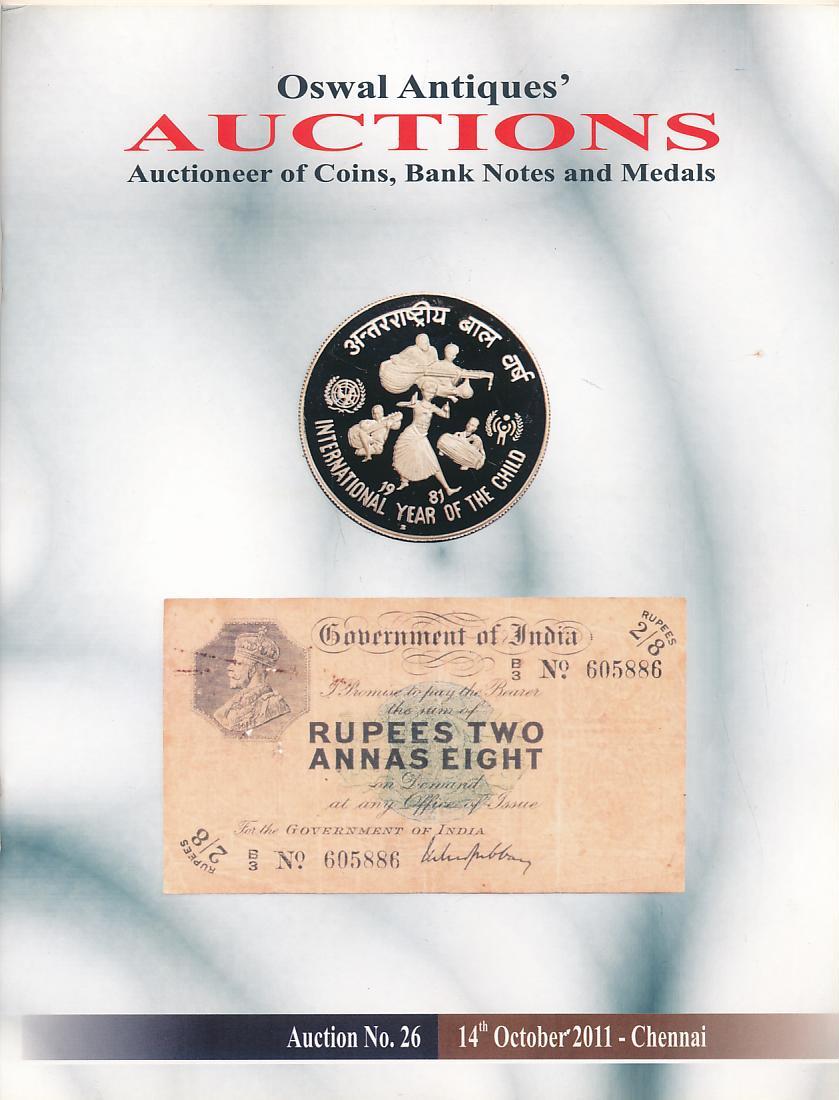 Oswal Antiques'
AUCTIONS
Auctioneer of Coins, Bank Notes and Medals
अन्तरराष्ट्रीय बाल वर्ष
19 81
INTERNATIONAL YEAR OF THE CHILD
Government of India
RUPEES 2/8
B/3 No 605886
I Promise to pay the Bearer
the sum of
RUPEES TWO
ANNAS EIGHT
on Demand
at any Office of Issue
For the GOVERNMENT OF INDIA
RUPEES 2/8
B/3 No 605886
Auction No. 26 14th October 2011 - Chennai